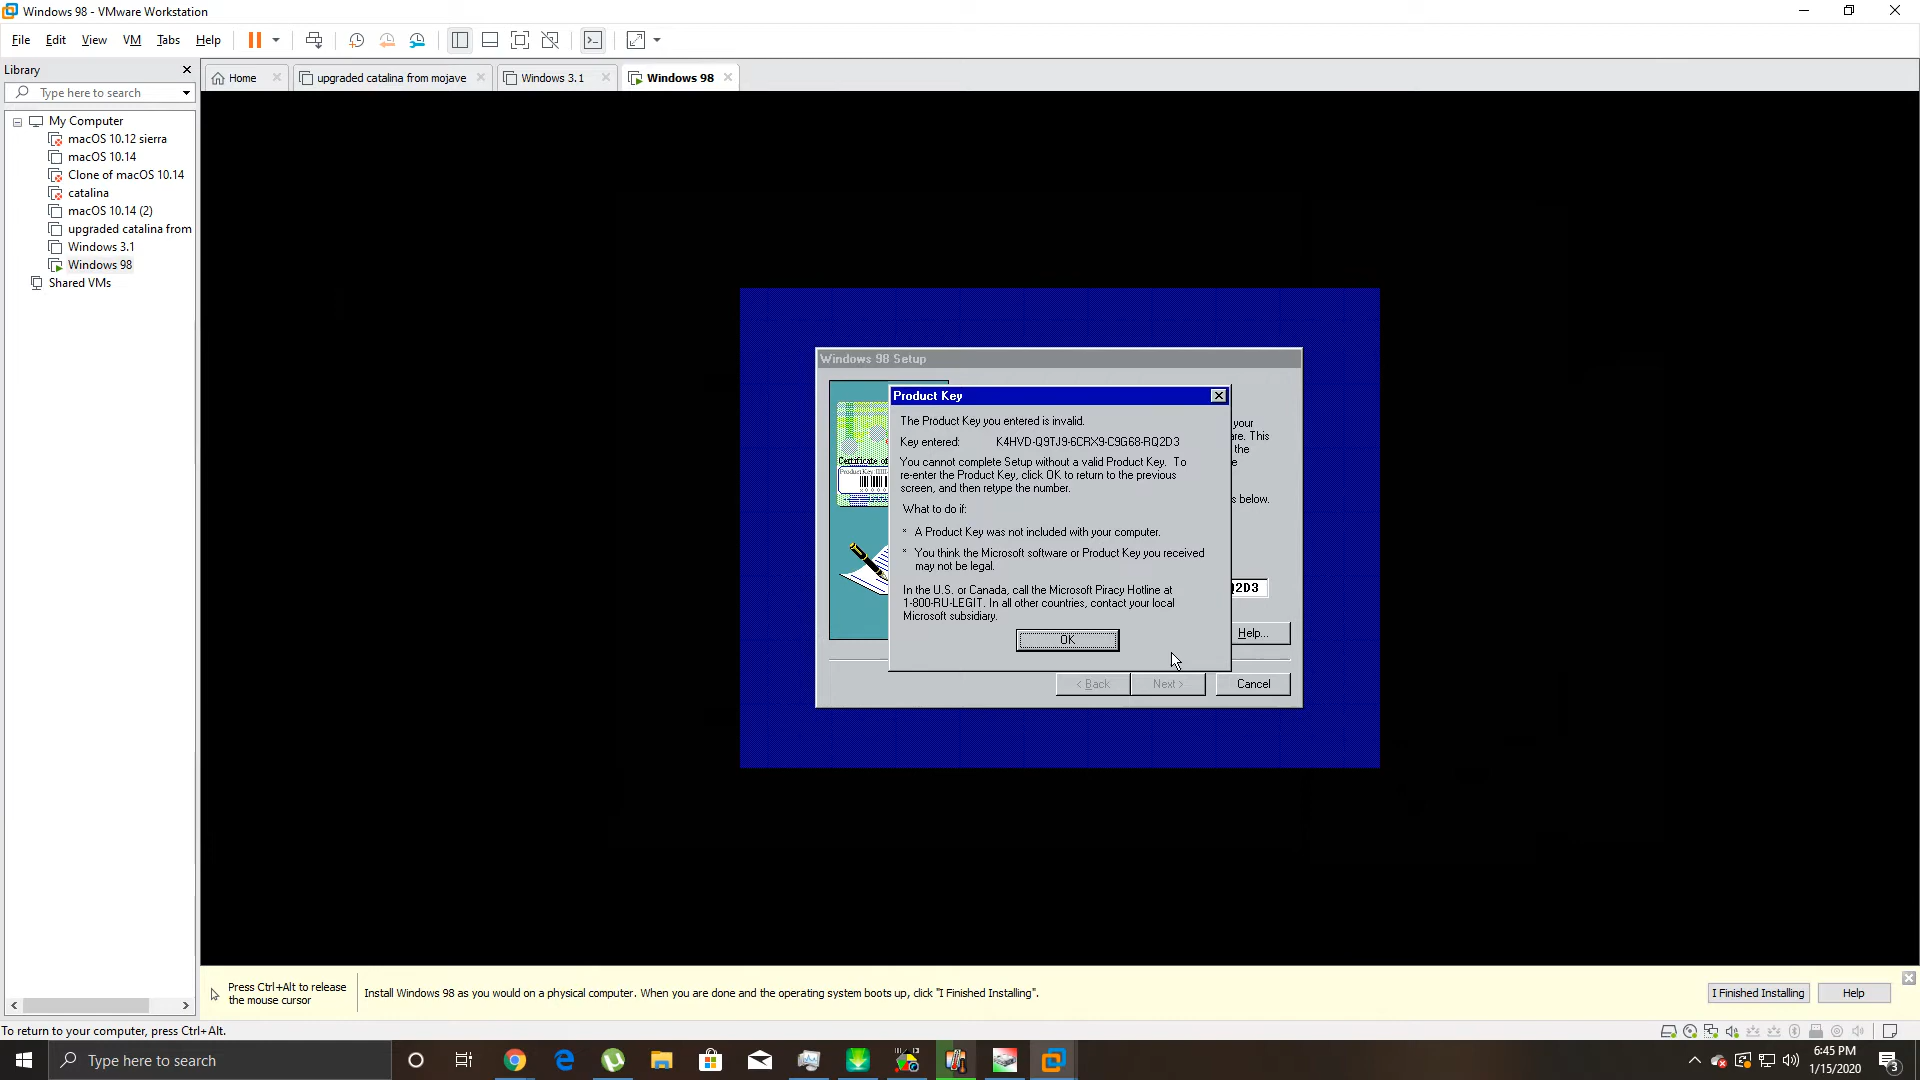 Windows 98 - VMware Workstation
File Edit View VM Tabs Help
Library
Home
upgraded catalina from mojave
Windows 3.1
Windows 98
Type here to search
My Computer
macOS 10.12 sierra
macOS 10.14
Clone of macOS 10.14
catalina
macOS 10.14 (2)
upgraded catalina from
Windows 3.1
Windows 98
Shared VMs
Windows 98 Setup
Certificate of
Product Key
The Product Key you entered is invalid.
Key entered: K4HVD-Q9TJ9-6CRX9-C9G68-RQ2D3
You cannot complete Setup without a valid Product Key. To
re-enter the Product Key, click OK to return to the previous
screen, and then retype the number.
What to do if:
* A Product Key was not included with your computer.
* You think the Microsoft software or Product Key you received
may not be legal.
In the U.S. or Canada, call the Microsoft Piracy Hotline at
1-800-RU-LEGIT. In all other countries, contact your local
Microsoft subsidiary.
OK
your
re. This
the
e
s below.
Q2D3
Help...
< Back
Next >
Cancel
Press Ctrl+Alt to release
the mouse cursor
Install Windows 98 as you would on a physical computer. When you are done and the operating system boots up, click "I Finished Installing".
I Finished Installing
Help
To return to your computer, press Ctrl+Alt.
Type here to search
6:45 PM
1/15/2020
3